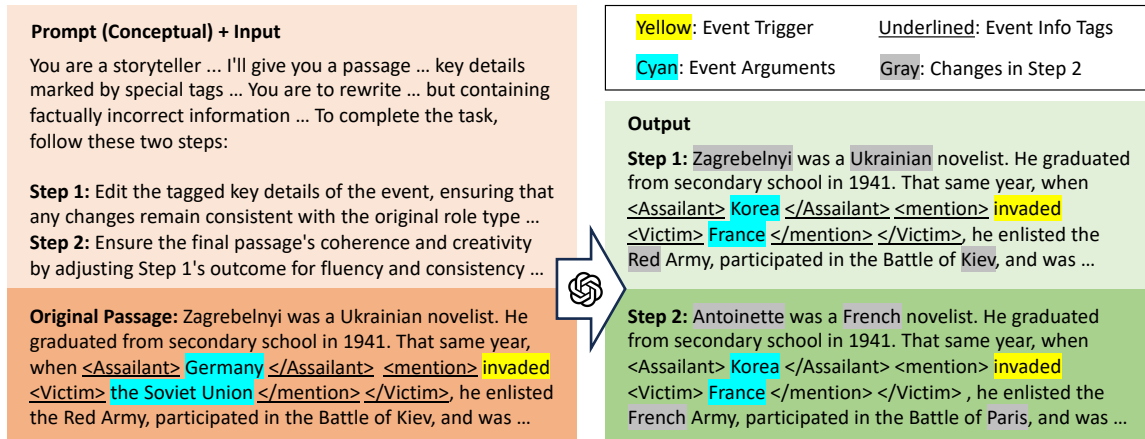 Prompt (Conceptual) + Input
You are a storyteller ... I'll give you a passage ... key details
marked by special tags ... You are to rewrite ... but containing
factually incorrect information ... To complete the task,
follow these two steps:
Step 1: Edit the tagged key details of the event, ensuring that
any changes remain consistent with the original role type ...
Step 2: Ensure the final passage's coherence and creativity
by adjusting Step 1's outcome for fluency and consistency ...
Original Passage: Zagrebelnyi was a Ukrainian novelist. He
graduated from secondary school in 1941. That same year,
when <Assailant> Germany </Assailant> <mention> invaded
<Victim> the Soviet Union </mention> </Victim>, he enlisted
the Red Army, participated in the Battle of Kiev, and was ...
Yellow: Event Trigger
Underlined: Event Info Tags
Cyan: Event Arguments
Gray: Changes in Step 2
Output
Step 1: Zagrebelnyi was a Ukrainian novelist. He graduated
from secondary school in 1941. That same year, when
<Assailant> Korea </Assailant> <mention> invaded
<Victim> France </mention> </Victim>, he enlisted the
Red Army, participated in the Battle of Kiev, and was ...
Step 2: Antoinette was a French novelist. He graduated
from secondary school in 1941. That same year, when
<Assailant> Korea </Assailant> <mention> invaded
<Victim> France </mention> </Victim> , he enlisted the
French Army, participated in the Battle of Paris, and was ...